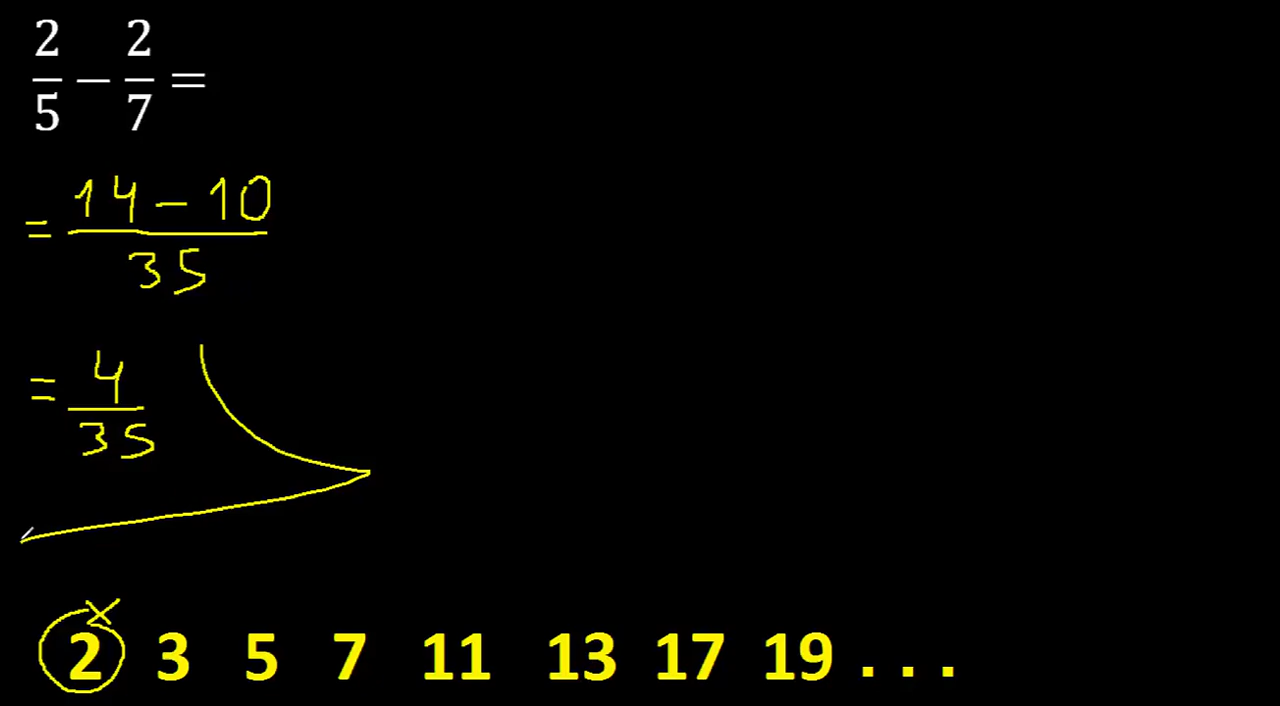 2/5 − 2/7 =
= 14 − 10 / 35
= 4/35
2 × 3 5 7 11 13 17 19 . . .